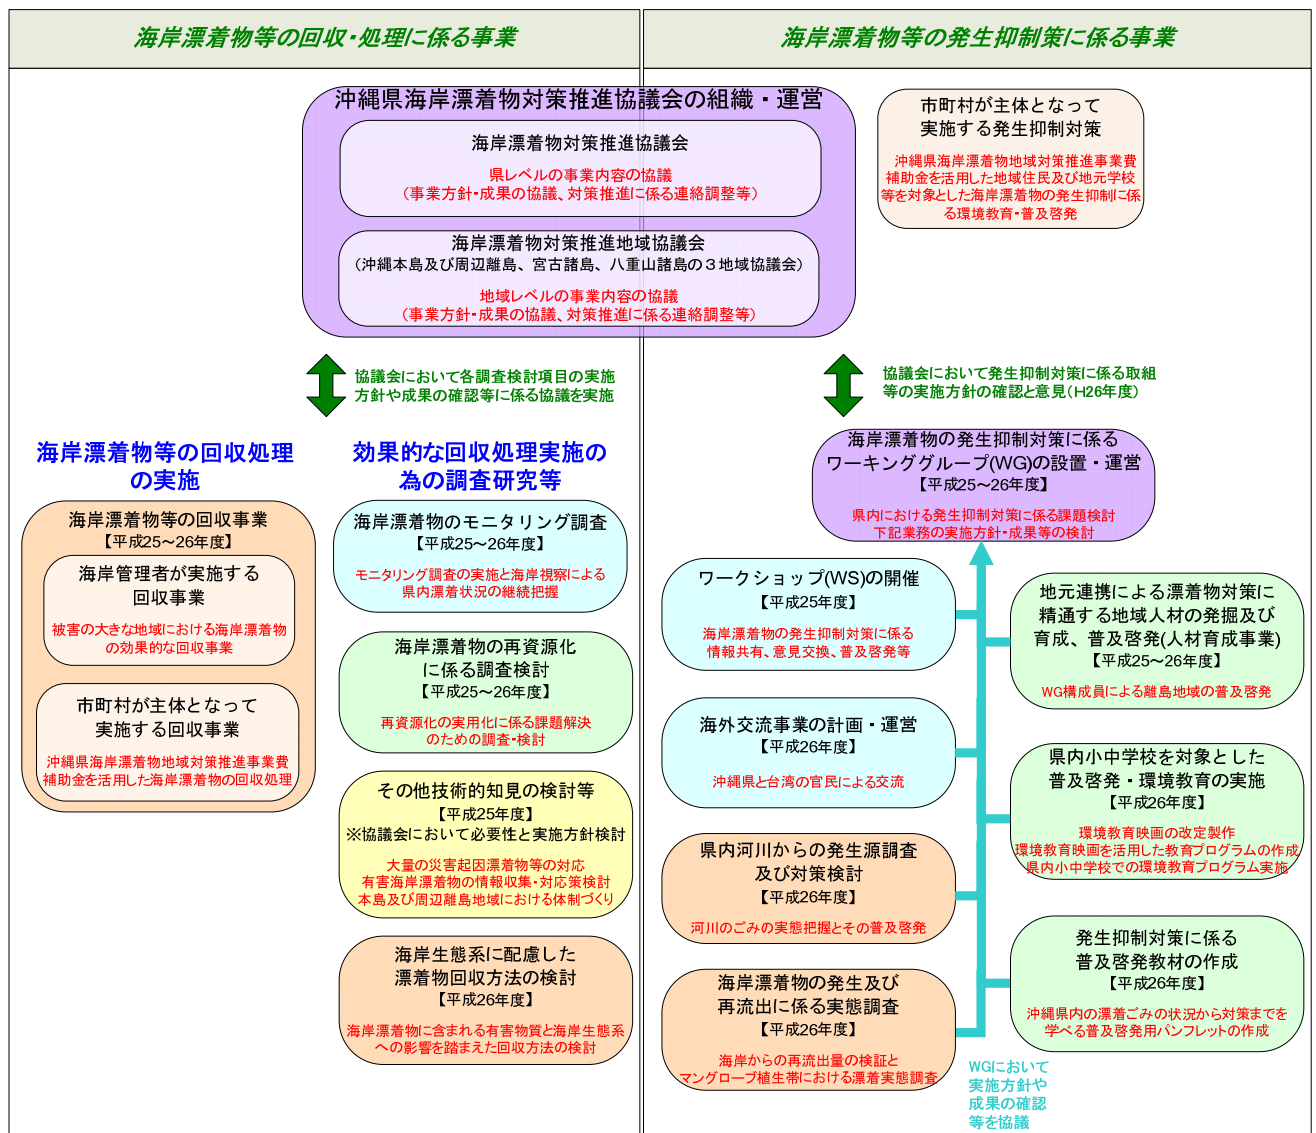 海岸漂着物等の回収・処理に係る事業
海岸漂着物等の発生抑制策に係る事業
沖縄県海岸漂着物対策推進協議会の組織・運営
海岸漂着物対策推進協議会
県レベルの事業内容の協議
（事業方針・成果の協議、対策推進に係る連絡調整等）
海岸漂着物対策推進地域協議会
（沖縄本島及び周辺離島、宮古諸島、八重山諸島の３地域協議会）
地域レベルの事業内容の協議
（事業方針・成果の協議、対策推進に係る連絡調整等）
市町村が主体となって
実施する発生抑制対策
沖縄県海岸漂着物地域対策推進事業費
補助金を活用した地域住民及び地元学校
等を対象とした海岸漂着物の発生抑制に係
る環境教育・普及啓発
協議会において各調査検討項目の実施
方針や成果の確認等に係る協議を実施
協議会において発生抑制対策に係る取組
等の実施方針の確認と意見（H26年度）
海岸漂着物等の回収処理
の実施
海岸漂着物等の回収事業
【平成25～26年度】
海岸管理者が実施する
回収事業
被害の大きな地域における海岸漂着物
の効果的な回収事業
市町村が主体となって
実施する回収事業
沖縄県海岸漂着物地域対策推進事業費
補助金を活用した海岸漂着物の回収処理
効果的な回収処理実施の
為の調査研究等
海岸漂着物のモニタリング調査
【平成25～26年度】
モニタリング調査の実施と海岸視察による
県内漂着状況の継続把握
海岸漂着物の再資源化
に係る調査検討
【平成25～26年度】
再資源化の実用化に係る課題解決
のための調査・検討
その他技術的知見の検討等
【平成25年度】
※協議会において必要性と実施方針検討
大量の災害起因漂着物等の対応
有害海岸漂着物の情報収集・対応策検討
本島及び周辺離島地域における体制づくり
海岸生態系に配慮した
漂着物回収方法の検討
【平成26年度】
海岸漂着物に含まれる有害物質と海岸生態系
への影響を踏まえた回収方法の検討
海岸漂着物の発生抑制対策に係る
ワーキンググループ(WG)の設置・運営
【平成25～26年度】
県内における発生抑制対策に係る課題検討
下記業務の実施方針・成果等の検討
ワークショップ(WS)の開催
【平成25年度】
海岸漂着物の発生抑制対策に係る
情報共有、意見交換、普及啓発等
海外交流事業の計画・運営
【平成26年度】
沖縄県と台湾の官民による交流
県内河川からの発生源調査
及び対策検討
【平成26年度】
河川のごみの実態把握とその普及啓発
海岸漂着物の発生及び
再流出に係る実態調査
【平成26年度】
海岸からの再流出量の検証と
マングローブ植生帯における漂着実態調査
地元連携による漂着物対策に
精通する地域人材の発掘及び
育成、普及啓発(人材育成事業)
【平成25～26年度】
WG構成員による離島地域の普及啓発
県内小中学校を対象とした
普及啓発・環境教育の実施
【平成26年度】
環境教育映画の改定製作
環境教育映画を活用した教育プログラムの作成
県内小中学校での環境教育プログラム実施
発生抑制対策に係る
普及啓発教材の作成
【平成26年度】
沖縄県内の漂着ごみの状況から対策までを
学べる普及啓発用パンフレットの作成
WGにおいて
実施方針や
成果の確認
等を協議